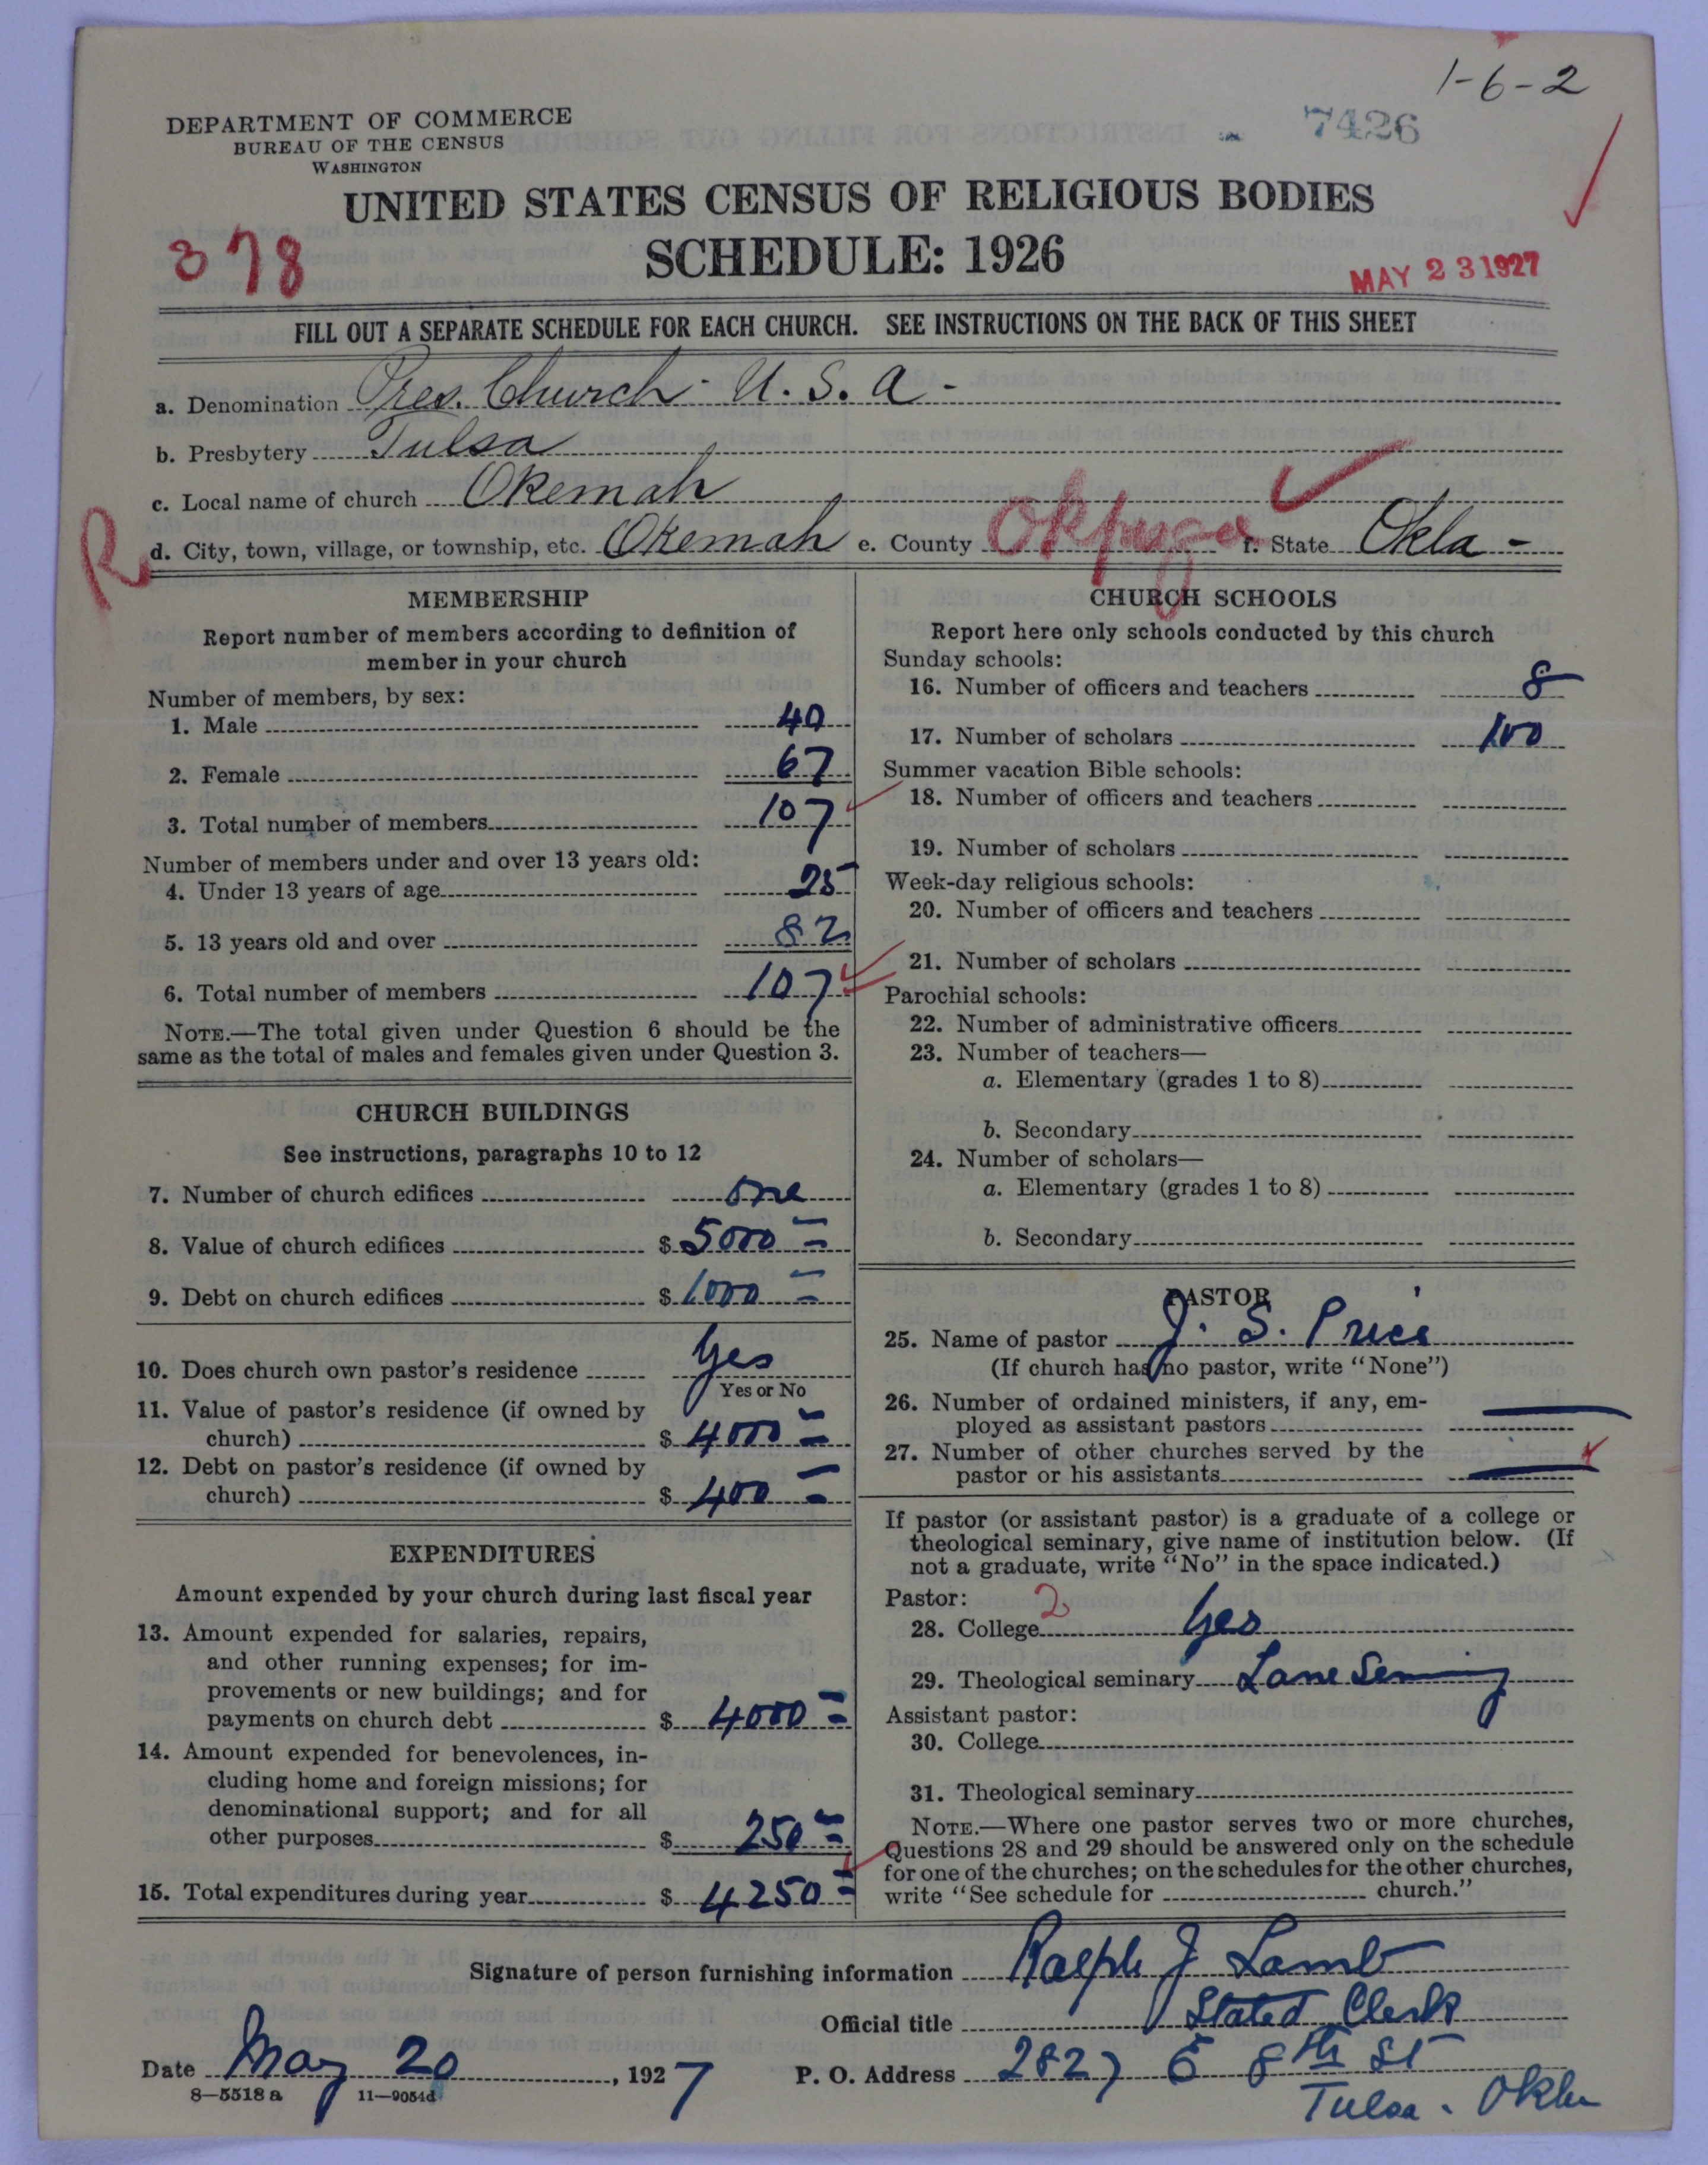 1-6-2
7426
DEPARTMENT OF COMMERCE
BUREAU OF THE CENSUS
WASHINGTON
UNITED STATES CENSUS OF RELIGIOUS BODIES
378
SCHEDULE: 1926
MAY 23 1927
FILL OUT A SEPARATE SCHEDULE FOR EACH CHURCH. SEE INSTRUCTIONS ON THE BACK OF THIS SHEET
a. Denomination Pres. Church - U. S. A -
b. Presbytery Tulsa
c. Local name of church Okemah
R
d. City, town, village, or township, etc. Okemah e. County f. State Okla -
MEMBERSHIP
Report number of members according to definition of
member in your church
Number of members, by sex:
1. Male 40
2. Female 67
3. Total number of members 107
Number of members under and over 13 years old:
4. Under 13 years of age 25
5. 13 years old and over 82
6. Total number of members 107
NOTE.—The total given under Question 6 should be the
same as the total of males and females given under Question 3.
CHURCH BUILDINGS
See instructions, paragraphs 10 to 12
7. Number of church edifices one
8. Value of church edifices $ 5000 =
9. Debt on church edifices $ 1000 =
10. Does church own pastor's residence Yes
Yes or No
11. Value of pastor's residence (if owned by
church) $ 4000 =
12. Debt on pastor's residence (if owned by
church) $ 400 =
EXPENDITURES
Amount expended by your church during last fiscal year
13. Amount expended for salaries, repairs,
and other running expenses; for im-
provements or new buildings; and for
payments on church debt $ 4000 =
14. Amount expended for benevolences, in-
cluding home and foreign missions; for
denominational support; and for all
other purposes $ 250 =
15. Total expenditures during year $ 4250 =
CHURCH SCHOOLS
Report here only schools conducted by this church
Sunday schools:
16. Number of officers and teachers 8
17. Number of scholars 100
Summer vacation Bible schools:
18. Number of officers and teachers
19. Number of scholars
Week-day religious schools:
20. Number of officers and teachers
21. Number of scholars
Parochial schools:
22. Number of administrative officers
23. Number of teachers—
a. Elementary (grades 1 to 8)
b. Secondary
24. Number of scholars—
a. Elementary (grades 1 to 8)
b. Secondary
PASTOR
25. Name of pastor J. S. Price
(If church has no pastor, write "None")
26. Number of ordained ministers, if any, em-
ployed as assistant pastors —
27. Number of other churches served by the
pastor or his assistants —
If pastor (or assistant pastor) is a graduate of a college or
theological seminary, give name of institution below. (If
not a graduate, write "No" in the space indicated.)
Pastor: 2
28. College Yes
29. Theological seminary Lane Seminary
Assistant pastor:
30. College
31. Theological seminary
NOTE.—Where one pastor serves two or more churches,
Questions 28 and 29 should be answered only on the schedule
for one of the churches; on the schedules for the other churches,
write "See schedule for church."
Signature of person furnishing information Ralph J Lamb
Official title Stated Clerk
Date May 20, 1927 P. O. Address 2827 E 8th St
8—5518 a 11—9054d
Tulsa. Okla